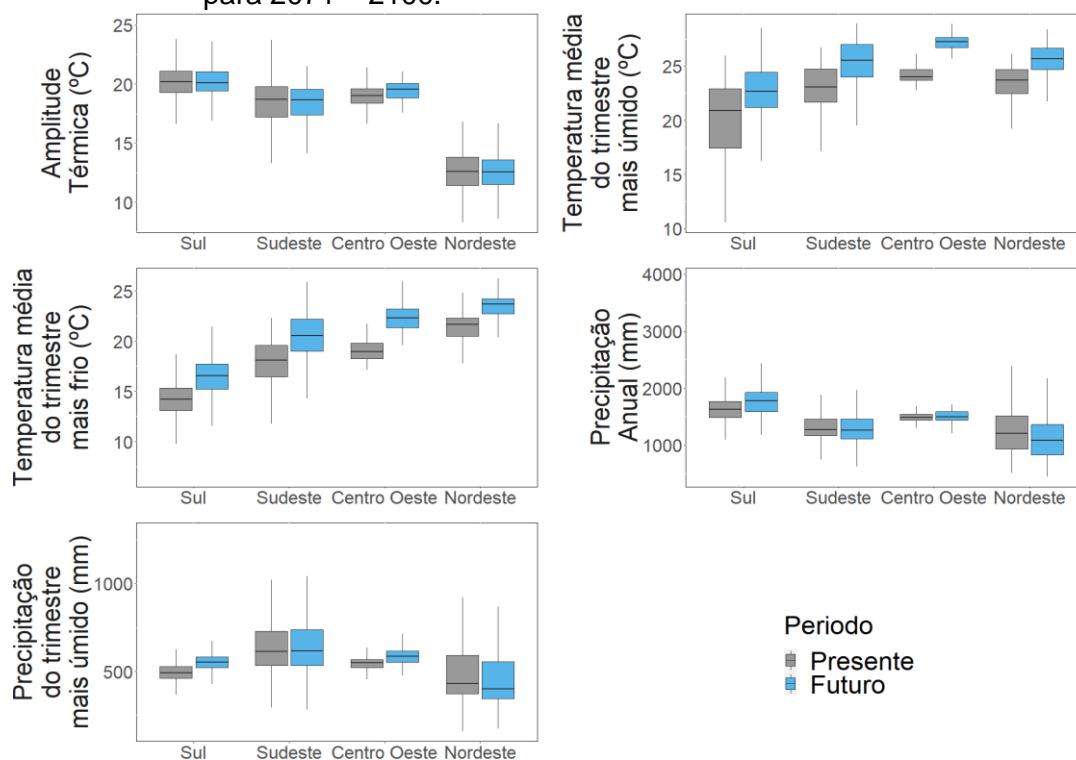 para 2071 – 2100.
Amplitude
Térmica (ºC)
25
20
15
10
Sul Sudeste Centro Oeste Nordeste
Temperatura média
do trimestre
mais úmido (ºC)
25
20
15
10
Sul Sudeste Centro Oeste Nordeste
Temperatura média
do trimestre
mais frio (ºC)
25
20
15
10
Sul Sudeste Centro Oeste Nordeste
Precipitação
Anual (mm)
4000
3000
2000
1000
Sul Sudeste Centro Oeste Nordeste
Precipitação
do trimestre
mais úmido (mm)
1000
500
Sul Sudeste Centro Oeste Nordeste
Periodo
Presente
Futuro